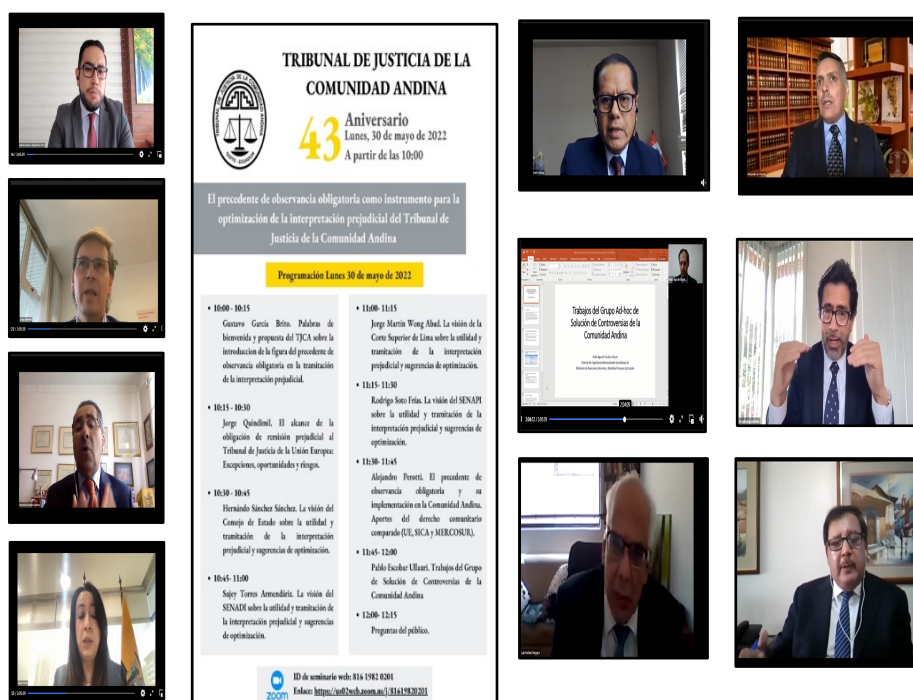 TRIBUNAL DE JUSTICIA DE LA
COMUNIDAD ANDINA
43 Aniversario
Lunes, 30 de mayo de 2022
A partir de las 10:00
El precedente de observancia obligatoria como instrumento para la
optimización de la interpretación prejudicial del Tribunal de
Justicia de la Comunidad Andina
Programación Lunes 30 de mayo de 2022
• 10:00 - 10:15
Gustavo García Brito. Palabras de
bienvenida y propuesta del TJCA sobre la
introduccion de la figura del precedente de
observancia obligatoria en la tramitación
de la interpretación prejudicial.
• 10:15 - 10:30
Jorge Quindimil. El alcance de la
obligación de remisión prejudicial al
Tribunal de Justicia de la Unión Europea:
Excepciones, oportunidades y riesgos.
• 10:30 - 10:45
Hernándo Sánchez Sánchez. La visión del
Consejo de Estado sobre la utilidad y
tramitación de la interpretación
prejudicial y sugerencias de optimización.
• 10:45- 11:00
Sujey Torres Armendáriz. La visión del
SENADI sobre la utilidad y tramitación de
la interpretación prejudicial y sugerencias
de optimización.
• 11:00- 11:15
Jorge Martín Wong Abad. La visión de la
Corte Superior de Lima sobre la utilidad y
tramitación de la interpretación
prejudicial y sugerencias de optimización.
• 11:15- 11:30
Rodrigo Soto Frías. La visión del SENAPI
sobre la utilidad y tramitación de la
interpretación prejudicial y sugerencias de
optimización.
• 11:30- 11:45
Alejandro Perotti. El precedente de
observancia obligatoria y su
implementación en la Comunidad Andina.
Aportes del derecho comunitario
comparado (UE, SICA y MERCOSUR).
• 11:45- 12:00
Pablo Escobar Ullauri. Trabajos del Grupo
de Solución de Controversias de la
Comunidad Andina
• 12:00- 12:15
Preguntas del público.
zoom
ID de seminario web: 816 1982 0201
Enlace: https://us02web.zoom.us/j/81619820201
Trabajos del Grupo Ad-hoc de
Solución de Controversias de la
Comunidad Andina